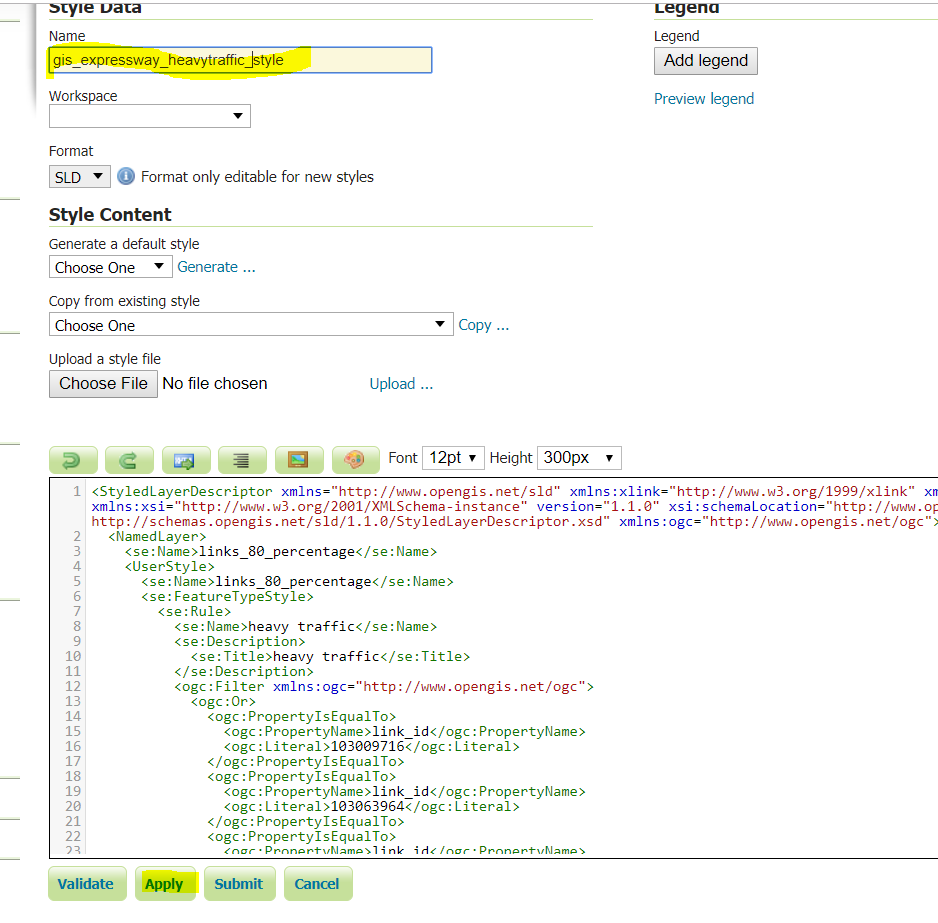 Style Data
Legend
Name
gis_expressway_heavytraffic_style
Legend
Add legend
Workspace
Preview legend
Format
SLD
Format only editable for new styles
Style Content
Generate a default style
Choose One
Generate ...
Copy from existing style
Choose One
Copy ...
Upload a style file
Choose File No file chosen
Upload ...
Font 12pt Height 300px
1 <StyledLayerDescriptor xmlns="http://www.opengis.net/sld" xmlns:xlink="http://www.w3.org/1999/xlink" xm
xmlns:xsi="http://www.w3.org/2001/XMLSchema-instance" version="1.1.0" xsi:schemaLocation="http://www.op
http://schemas.opengis.net/sld/1.1.0/StyledLayerDescriptor.xsd" xmlns:ogc="http://www.opengis.net/ogc">
2 <NamedLayer>
3 <se:Name>links_80_percentage</se:Name>
4 <UserStyle>
5 <se:Name>links_80_percentage</se:Name>
6 <se:FeatureTypeStyle>
7 <se:Rule>
8 <se:Name>heavy traffic</se:Name>
9 <se:Description>
10 <se:Title>heavy traffic</se:Title>
11 </se:Description>
12 <ogc:Filter xmlns:ogc="http://www.opengis.net/ogc">
13 <ogc:Or>
14 <ogc:PropertyIsEqualTo>
15 <ogc:PropertyName>link_id</ogc:PropertyName>
16 <ogc:Literal>103009716</ogc:Literal>
17 </ogc:PropertyIsEqualTo>
18 <ogc:PropertyIsEqualTo>
19 <ogc:PropertyName>link_id</ogc:PropertyName>
20 <ogc:Literal>103063964</ogc:Literal>
21 </ogc:PropertyIsEqualTo>
22 <ogc:PropertyIsEqualTo>
23 <ogc:PropertyName>link_id</ogc:PropertyName>
Validate
Apply
Submit
Cancel